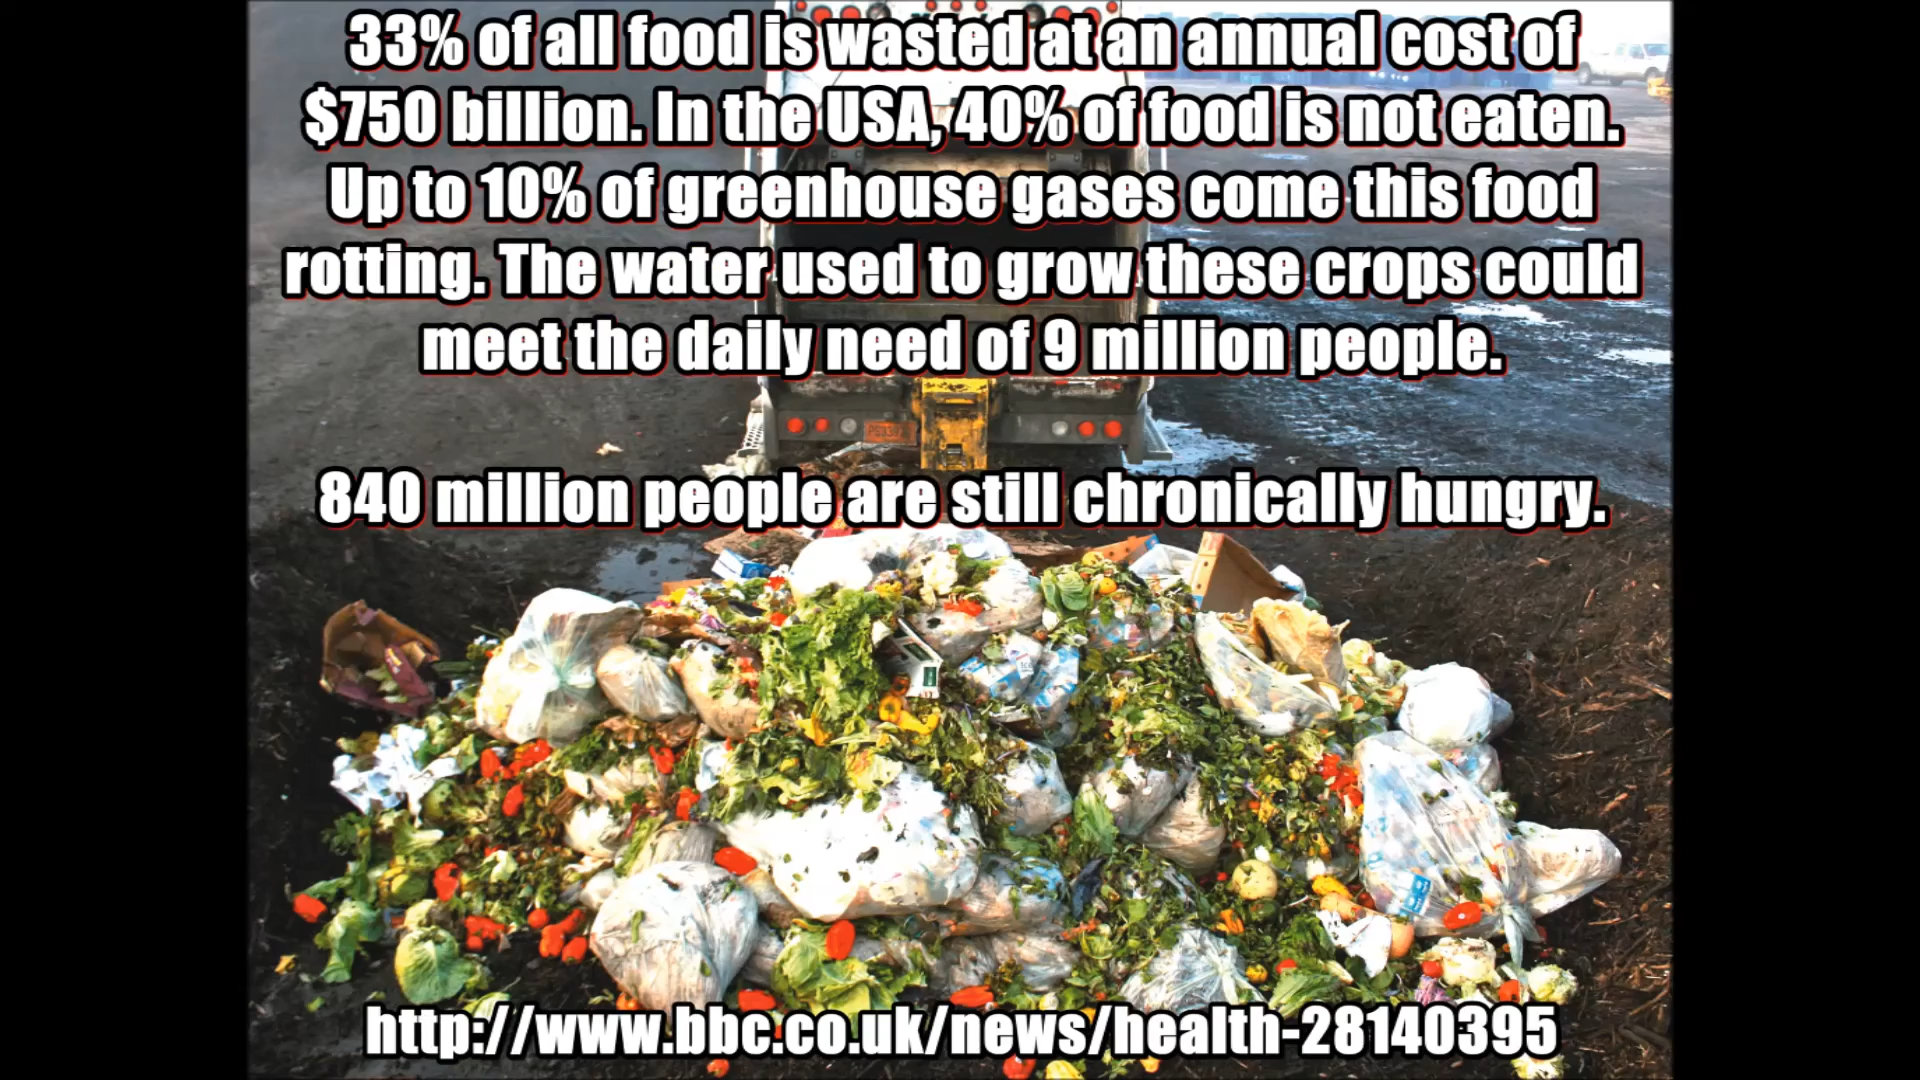 33% of all food is wasted at an annual cost of
$750 billion. In the USA, 40% of food is not eaten.
Up to 10% of greenhouse gases come this food
rotting. The water used to grow these crops could
meet the daily need of 9 million people.
840 million people are still chronically hungry.
http://www.bbc.co.uk/news/health-28140395